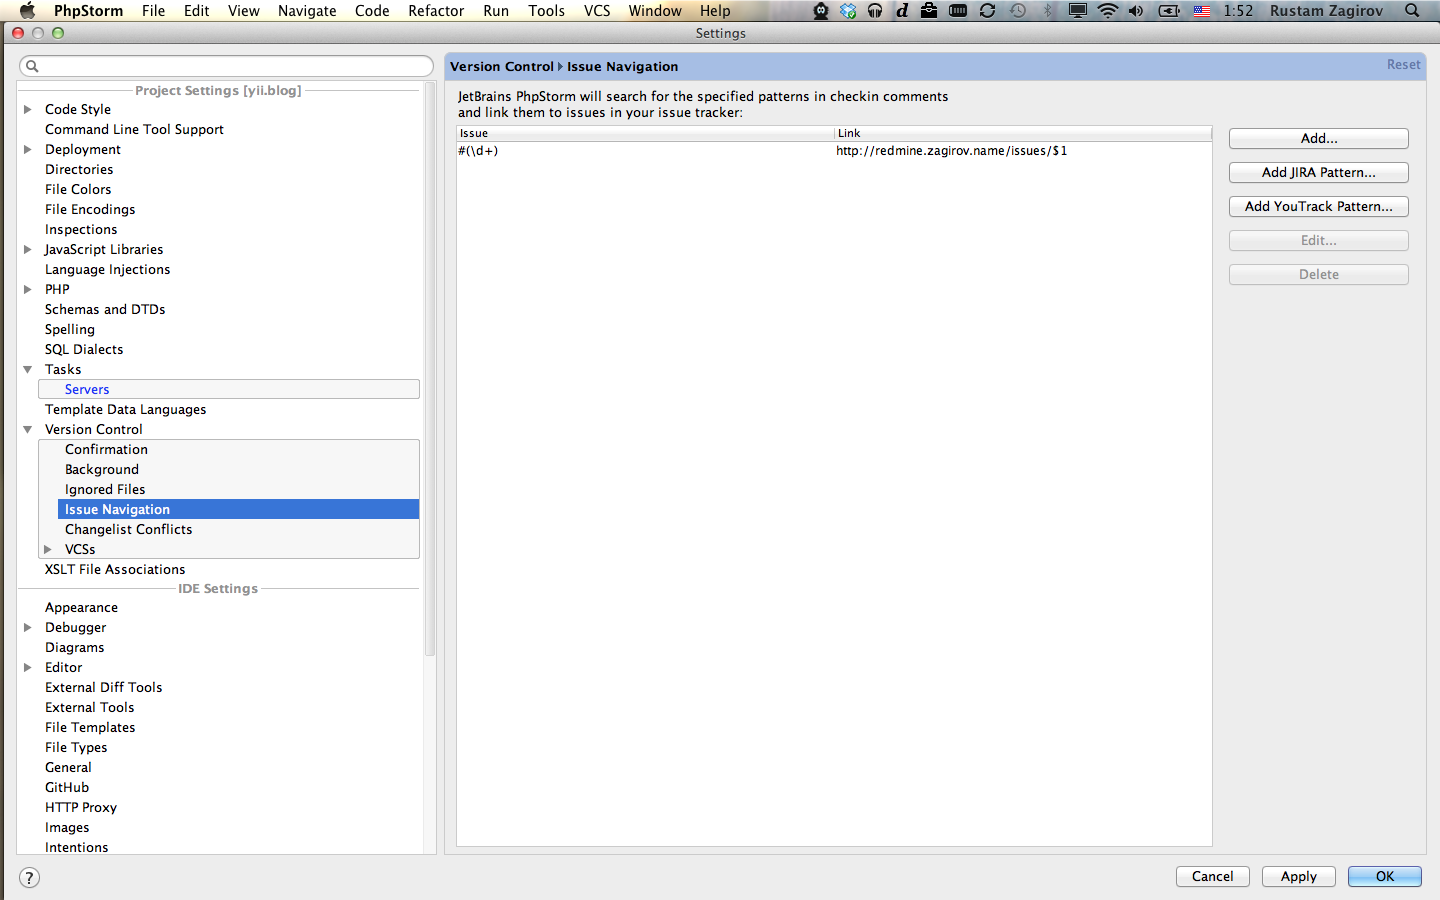 PhpStorm File Edit View Navigate Code Refactor Run Tools VCS Window Help 1:52 Rustam Zagirov
Settings
Project Settings [yii.blog]
Code Style
Command Line Tool Support
Deployment
Directories
File Colors
File Encodings
Inspections
JavaScript Libraries
Language Injections
PHP
Schemas and DTDs
Spelling
SQL Dialects
Tasks
Servers
Template Data Languages
Version Control
Confirmation
Background
Ignored Files
Issue Navigation
Changelist Conflicts
VCSs
XSLT File Associations
IDE Settings
Appearance
Debugger
Diagrams
Editor
External Diff Tools
External Tools
File Templates
File Types
General
GitHub
HTTP Proxy
Images
Intentions
Version Control Issue Navigation
Reset
JetBrains PhpStorm will search for the specified patterns in checkin comments
and link them to issues in your issue tracker:
Issue Link
#(\d+) http://redmine.zagirov.name/issues/$1
Add...
Add JIRA Pattern...
Add YouTrack Pattern...
Edit...
Delete
? Cancel Apply OK